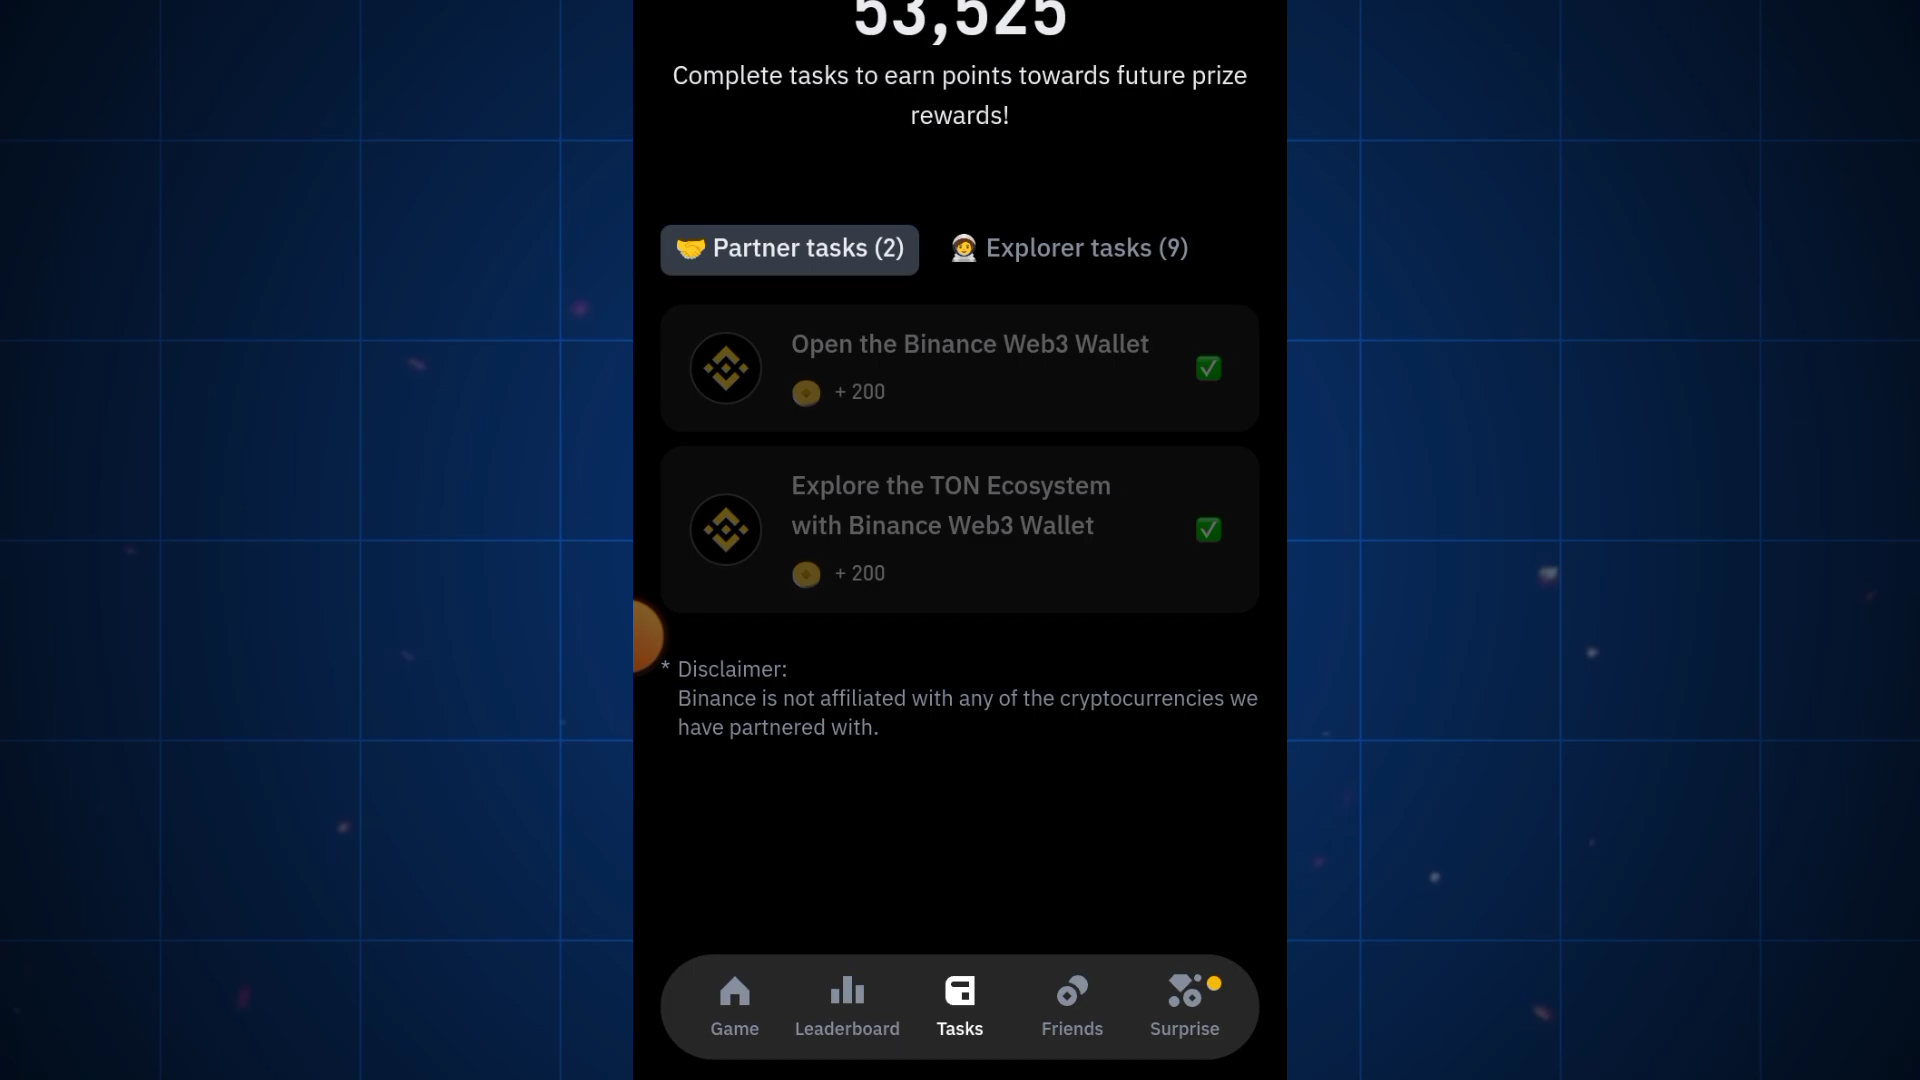 53,525
Complete tasks to earn points towards future prize
rewards!
Partner tasks (2)
Explorer tasks (9)
Open the Binance Web3 Wallet
+ 200
Explore the TON Ecosystem
with Binance Web3 Wallet
+ 200
* Disclaimer:
Binance is not affiliated with any of the cryptocurrencies we
have partnered with.
Game
Leaderboard
Tasks
Friends
Surprise